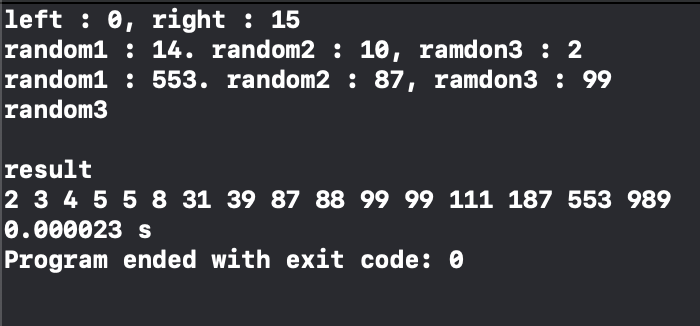 left : 0, right : 15
random1 : 14. random2 : 10, ramdon3 : 2
random1 : 553. random2 : 87, ramdon3 : 99
random3
result
2 3 4 5 5 8 31 39 87 88 99 99 111 187 553 989
0.000023 s
Program ended with exit code: 0